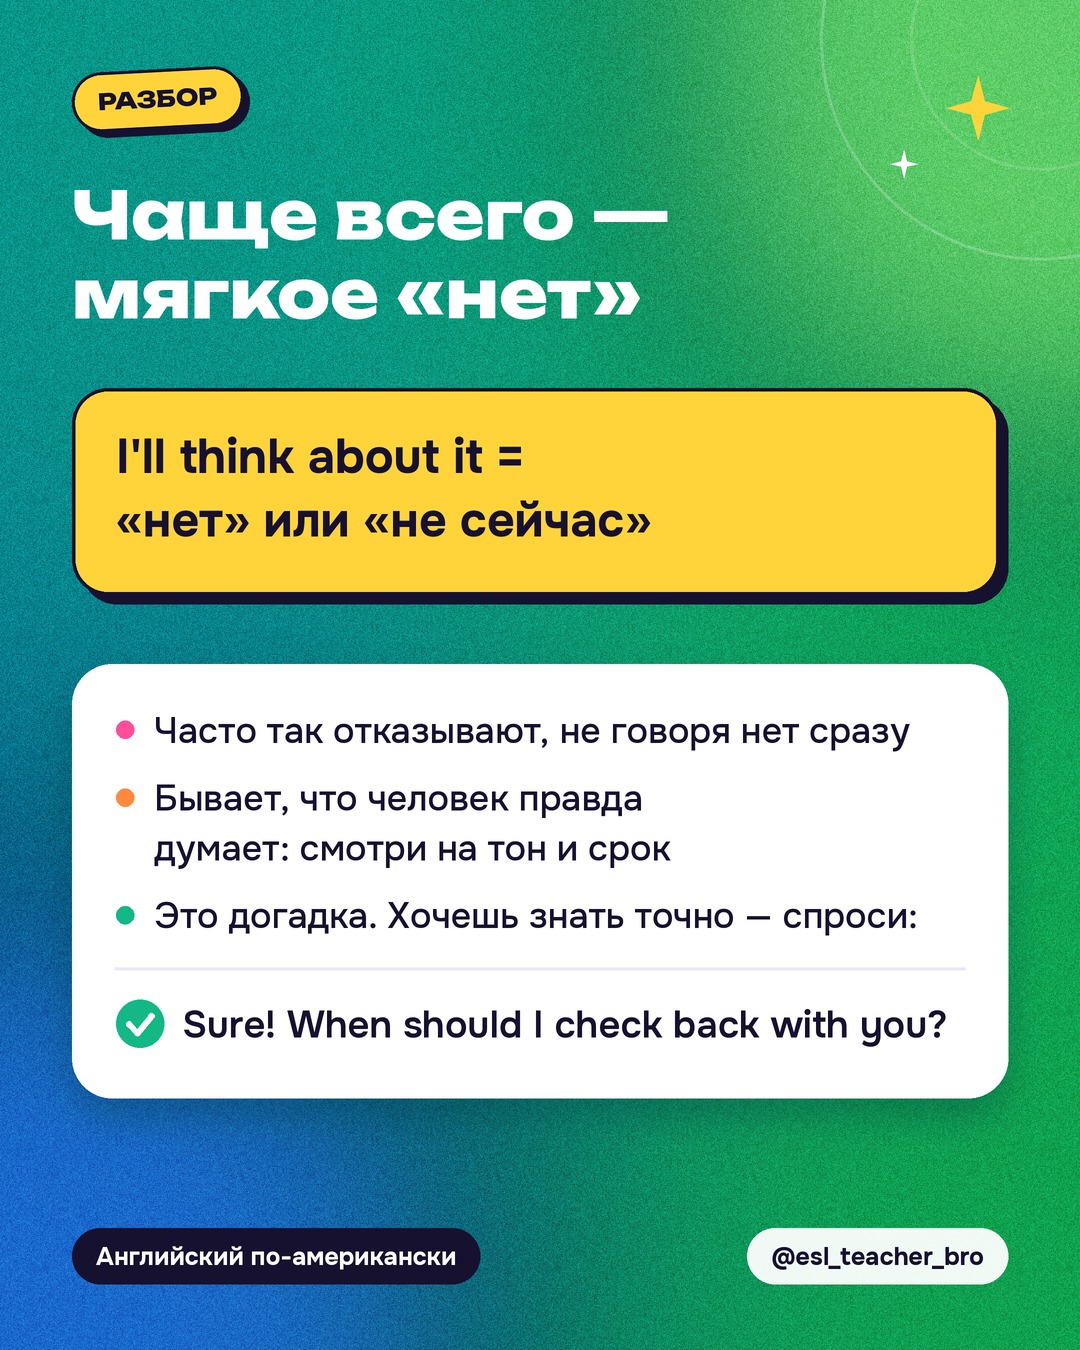 РАЗБОР
Чаще всего —
мягкое «нет»
I'll think about it =
«нет» или «не сейчас»
Часто так отказывают, не говоря нет сразу
Бывает, что человек правда
думает: смотри на тон и срок
Это догадка. Хочешь знать точно — спроси:
Sure! When should I check back with you?
Английский по-американски
@esl_teacher_bro